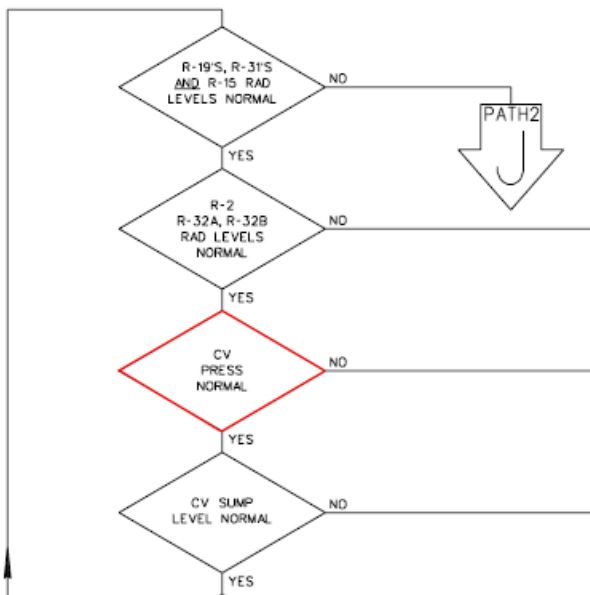 R-19'S, R-31'S
AND R-15 RAD
LEVELS NORMAL
NO
PATH2
J
YES
R-2
R-32A, R-32B
RAD LEVELS
NORMAL
NO
YES
CV
PRESS
NORMAL
NO
YES
CV SUMP
LEVEL NORMAL
NO
YES